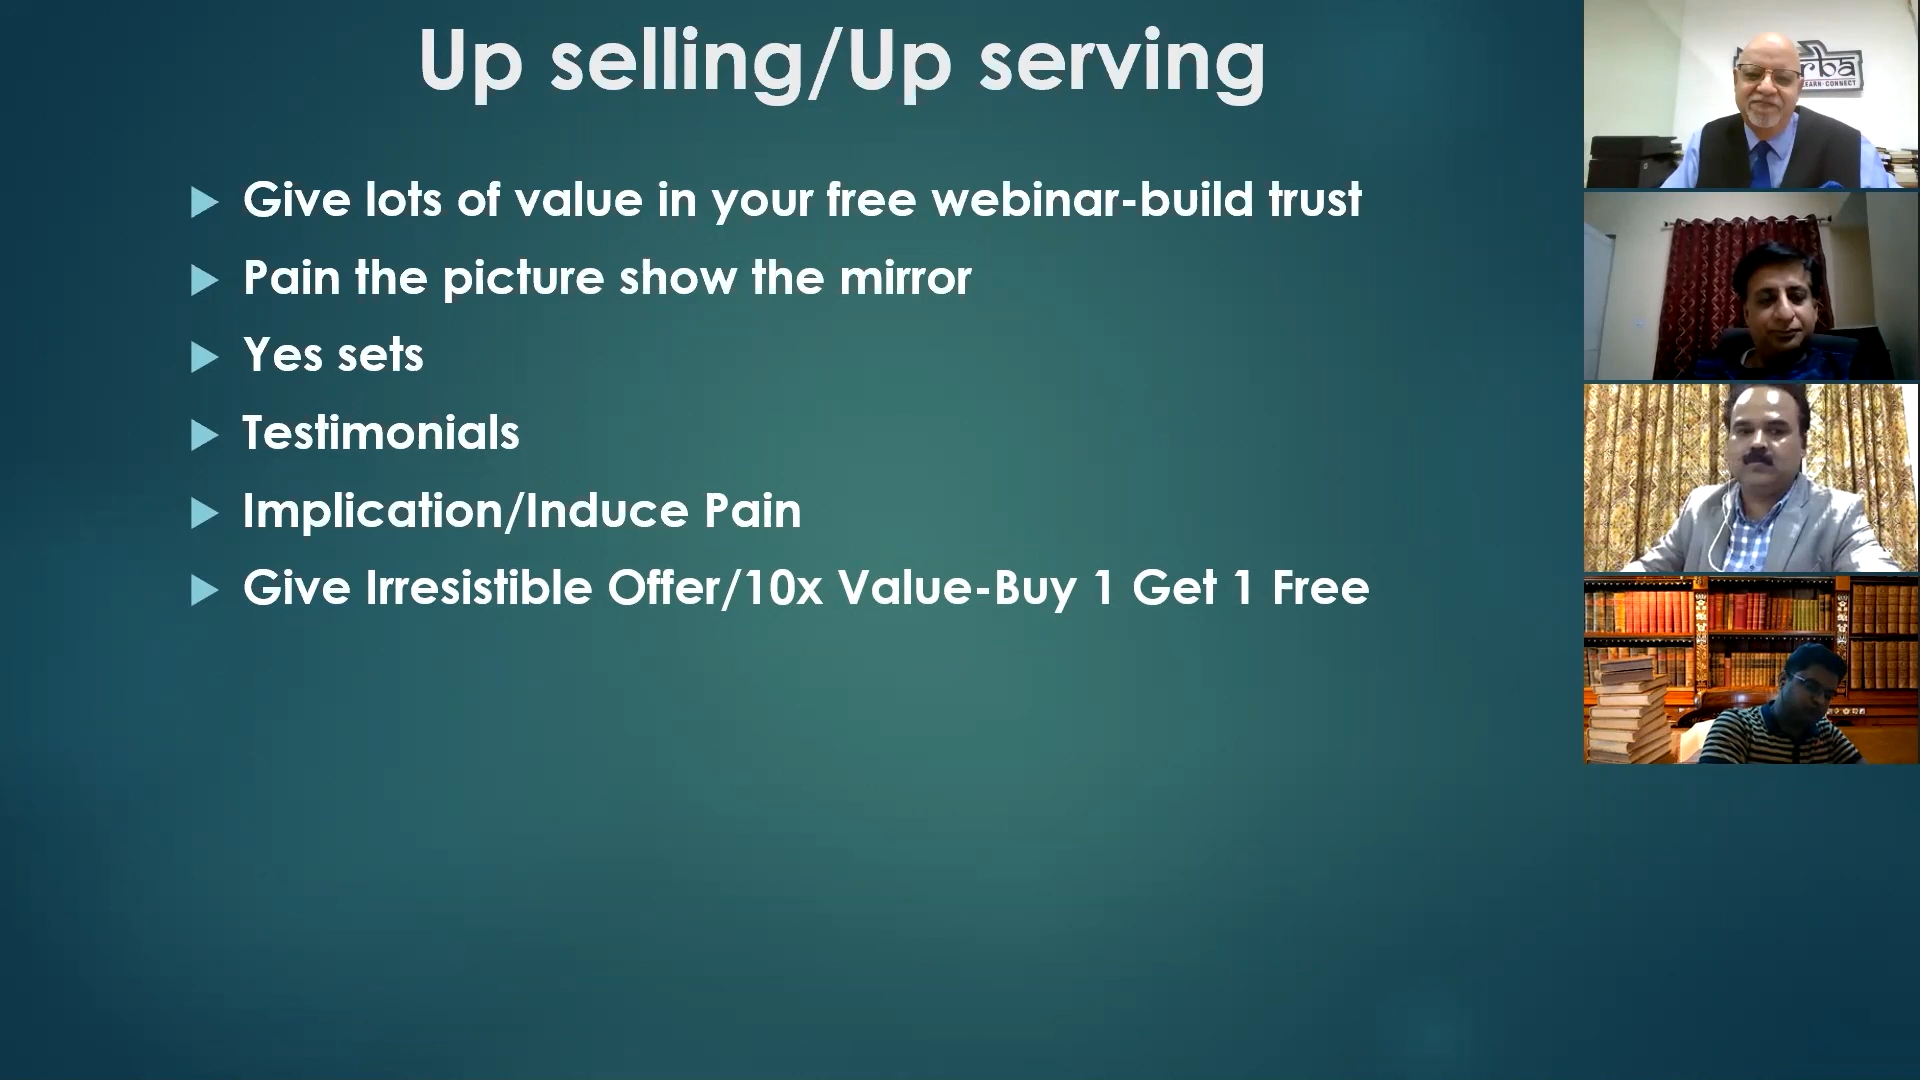 Up selling/Up serving
Give lots of value in your free webinar-build trust
Pain the picture show the mirror
Yes sets
Testimonials
Implication/Induce Pain
Give Irresistible Offer/10x Value-Buy 1 Get 1 Free